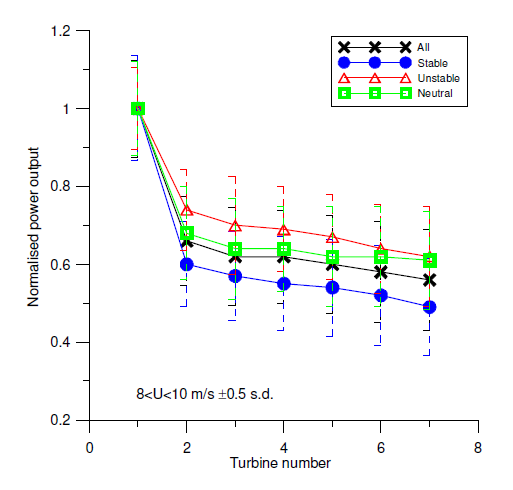 1.2
All
Stable
Unstable
Neutral
1
0.8
Normalised power output
0.6
0.4
8<U<10 m/s ±0.5 s.d.
0.2
0 2 4 6 8
Turbine number